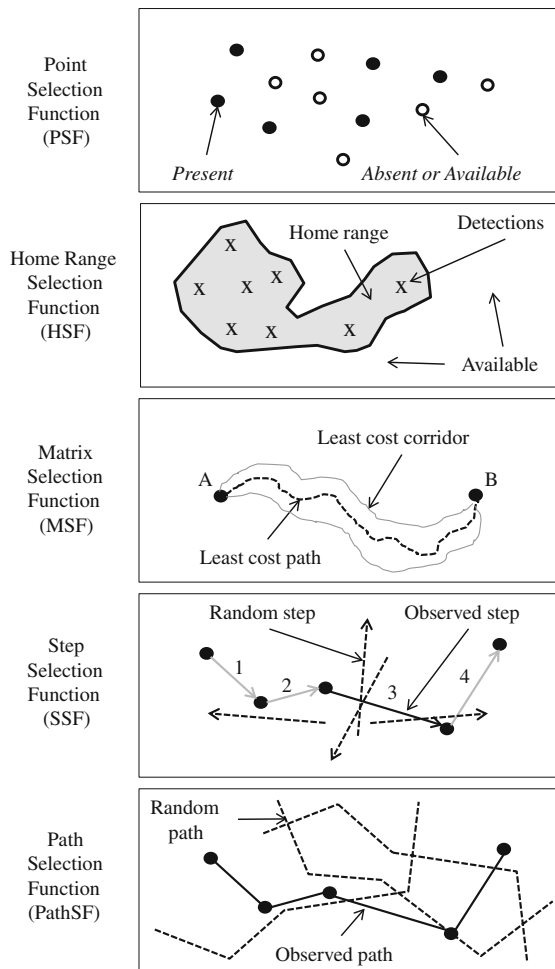 Point
Selection
Function
(PSF)
Present
Absent or Available
Home Range
Selection
Function
(HSF)
Home range
Detections
X
X
X
X
X
X
X
X
Available
Matrix
Selection
Function
(MSF)
Least cost corridor
A
B
Least cost path
Step
Selection
Function
(SSF)
Random step
Observed step
1
2
3
4
Path
Selection
Function
(PathSF)
Random
path
Observed path